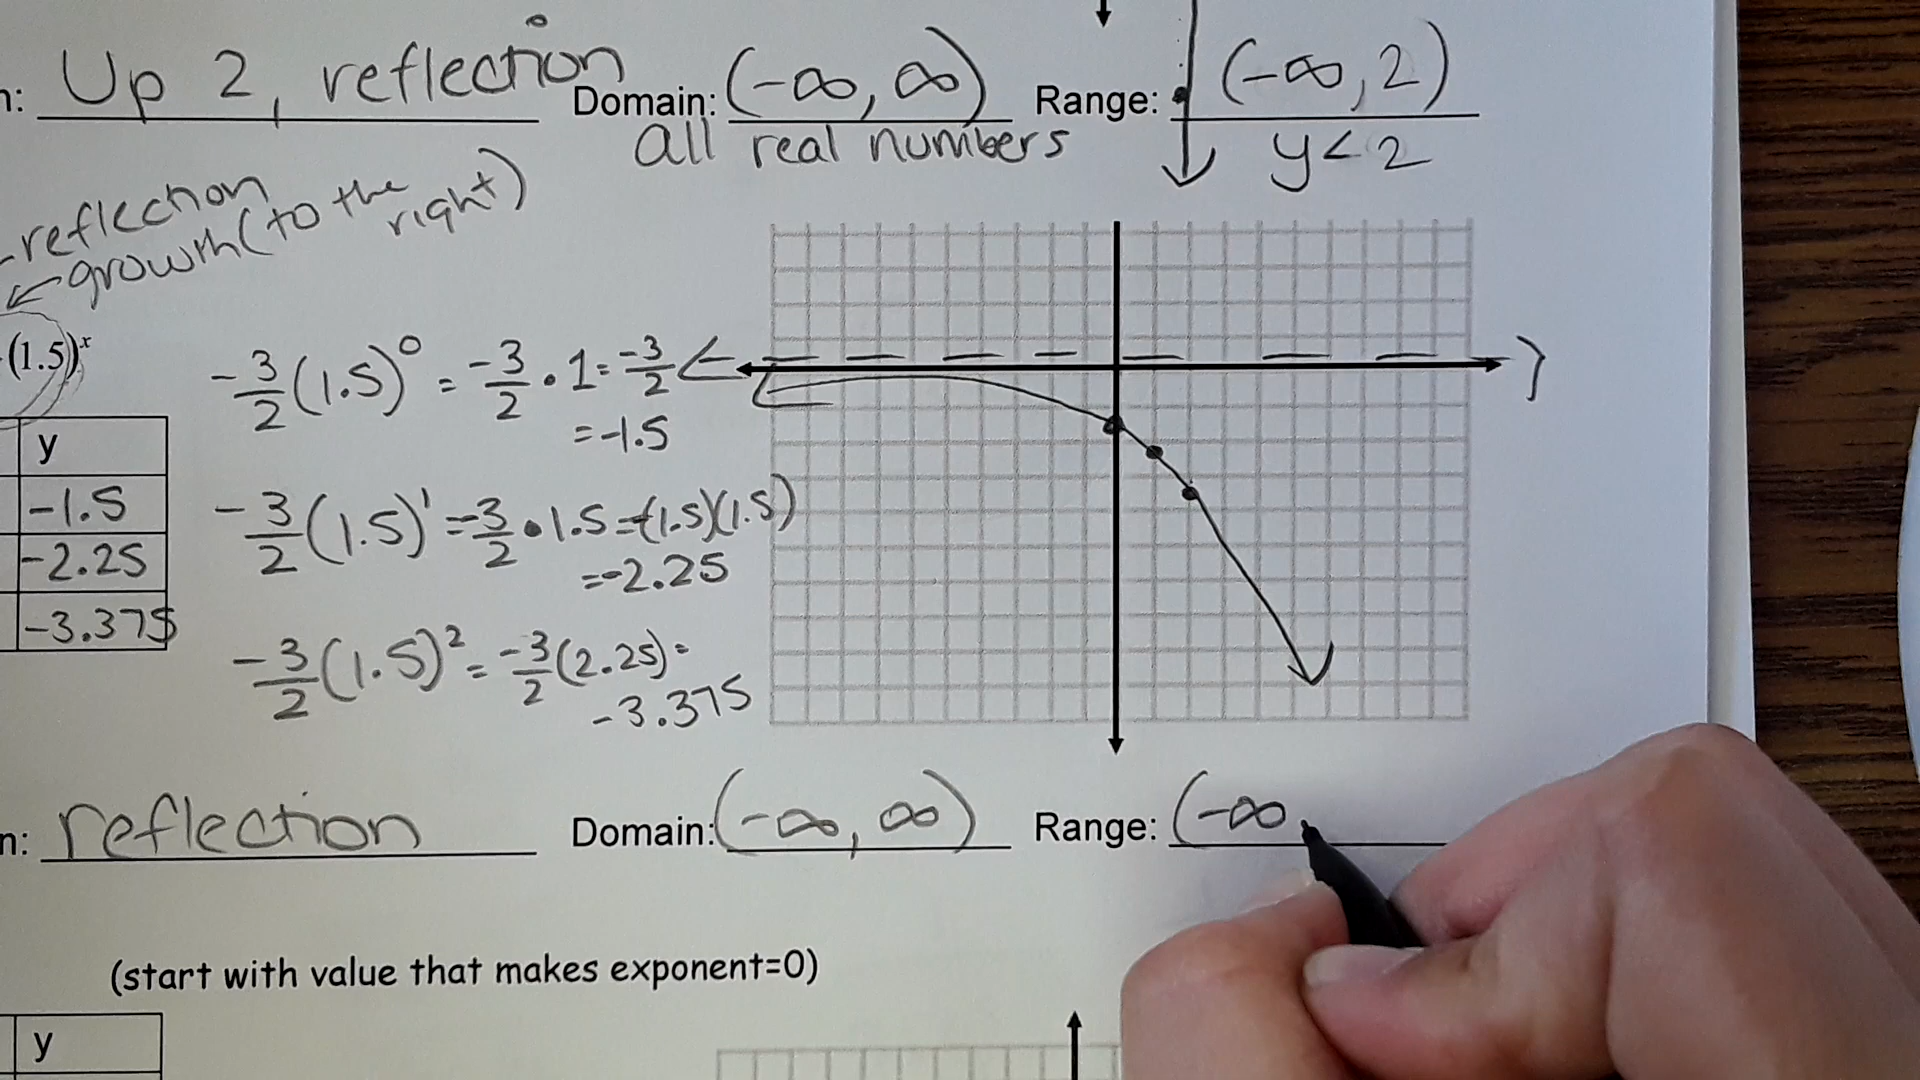 n: Up 2, reflection Domain: (-∞, ∞) Range: (-∞, 2)
all real numbers y<2
-reflection
growth (to the right)
(1.5)^x
-3/2(1.5)^0 = -3/2 • 1 = -3/2
= -1.5
y
-1.5
-2.25
-3.375
-3/2(1.5)^1 = -3/2 • 1.5 = -(1.5)(1.5)
= -2.25
-3/2(1.5)^2 = -3/2(2.25) =
-3.375
n: reflection Domain: (-∞, ∞) Range: (-∞,
(start with value that makes exponent=0)
y